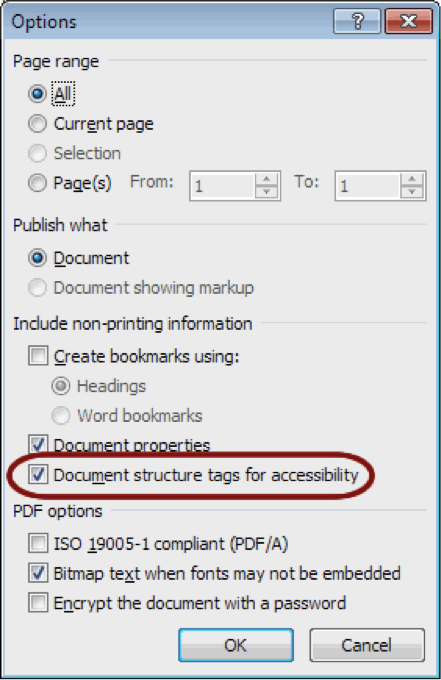 Options
Page range
All
Current page
Selection
Page(s) From: 1 To: 1
Publish what
Document
Document showing markup
Include non-printing information
Create bookmarks using:
Headings
Word bookmarks
Document properties
Document structure tags for accessibility
PDF options
ISO 19005-1 compliant (PDF/A)
Bitmap text when fonts may not be embedded
Encrypt the document with a password
OK Cancel